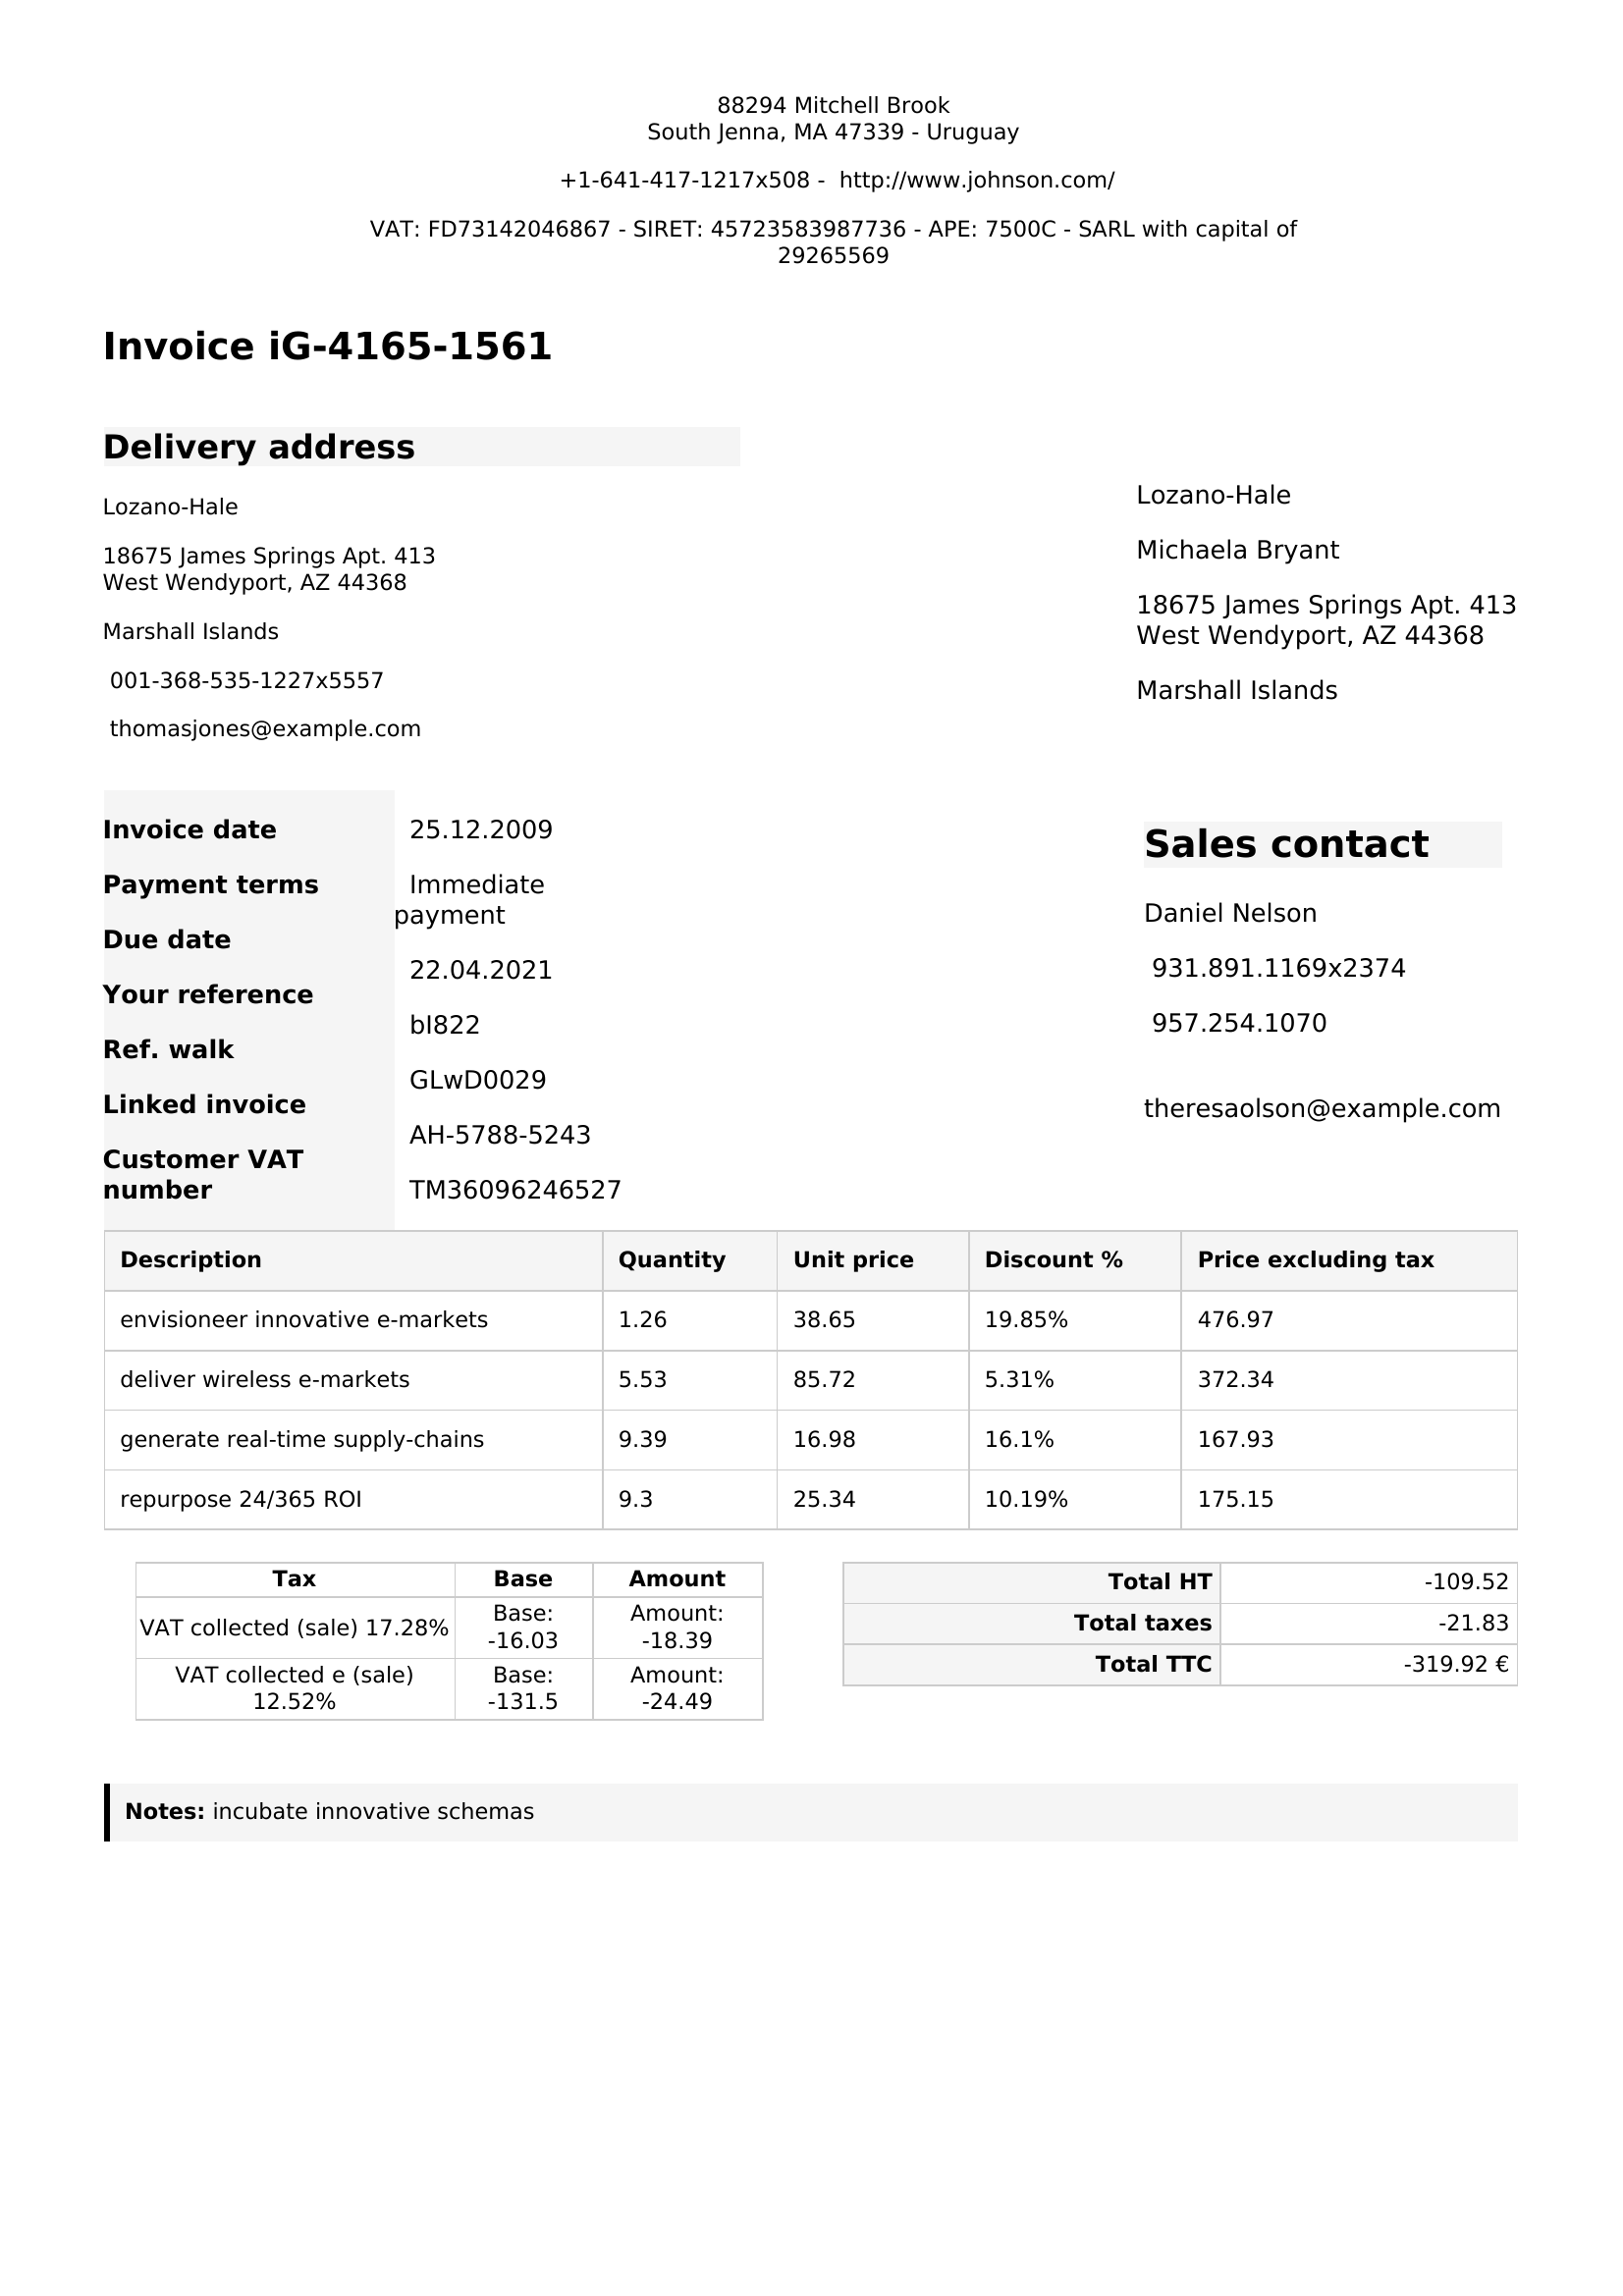 88294 Mitchell Brook
South Jenna, MA 47339 - Uruguay
+1-641-417-1217x508 - http://www.johnson.com/
VAT: FD73142046867 - SIRET: 45723583987736 - APE: 7500C - SARL with capital of
29265569
Invoice iG-4165-1561
Delivery address
Lozano-Hale
18675 James Springs Apt. 413
West Wendyport, AZ 44368
Marshall Islands
001-368-535-1227x5557
thomasjones@example.com
Lozano-Hale
Michaela Bryant
18675 James Springs Apt. 413
West Wendyport, AZ 44368
Marshall Islands
Invoice date
Payment terms
Due date
Your reference
Ref. walk
Linked invoice
Customer VAT
number
25.12.2009
Immediate
payment
22.04.2021
bI822
GLwD0029
AH-5788-5243
TM36096246527
Sales contact
Daniel Nelson
931.891.1169x2374
957.254.1070
theresaolson@example.com
Description Quantity Unit price Discount % Price excluding tax
envisioneer innovative e-markets 1.26 38.65 19.85% 476.97
deliver wireless e-markets 5.53 85.72 5.31% 372.34
generate real-time supply-chains 9.39 16.98 16.1% 167.93
repurpose 24/365 ROI 9.3 25.34 10.19% 175.15
Tax Base Amount
VAT collected (sale) 17.28% Base: -16.03 Amount: -18.39
VAT collected e (sale) 12.52% Base: -131.5 Amount: -24.49
Total HT -109.52
Total taxes -21.83
Total TTC -319.92 €
Notes: incubate innovative schemas